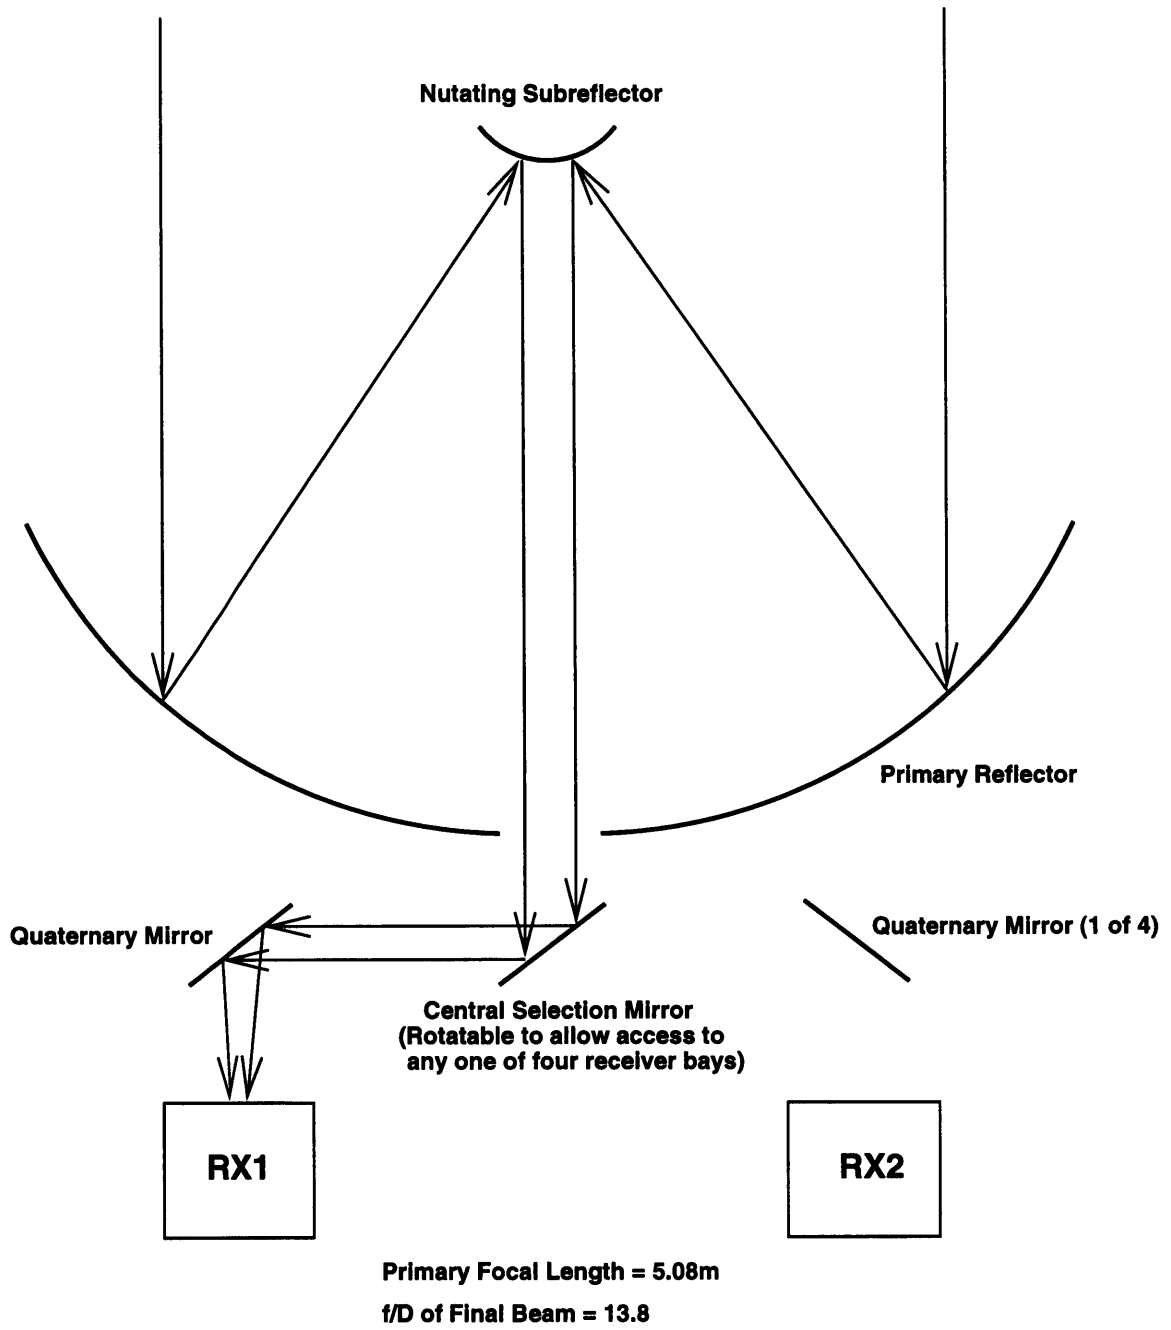 Nutating Subreflector
Primary Reflector
Quaternary Mirror
Quaternary Mirror (1 of 4)
Central Selection Mirror
(Rotatable to allow access to
any one of four receiver bays)
RX1
RX2
Primary Focal Length = 5.08m
f/D of Final Beam = 13.8